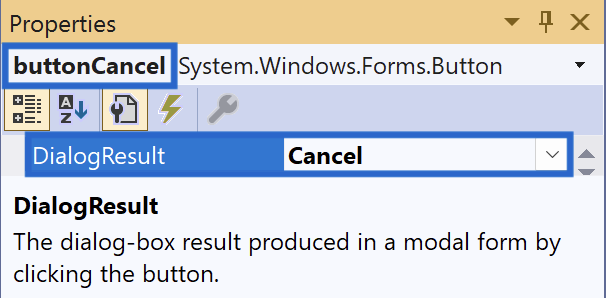 Properties
buttonCancel System.Windows.Forms.Button
DialogResult Cancel
DialogResult
The dialog-box result produced in a modal form by
clicking the button.